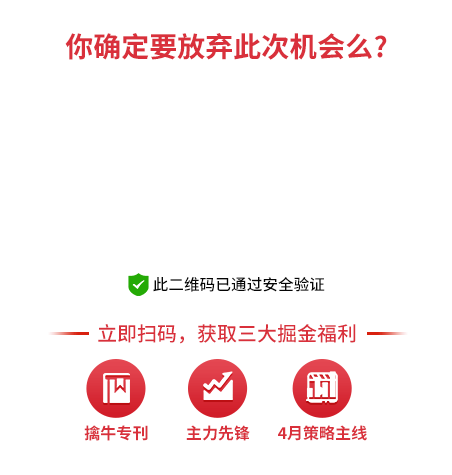 你确定要放弃此次机会么?
此二维码已通过安全验证
立即扫码，获取三大掘金福利
擒牛专刊
主力先锋
4月策略主线